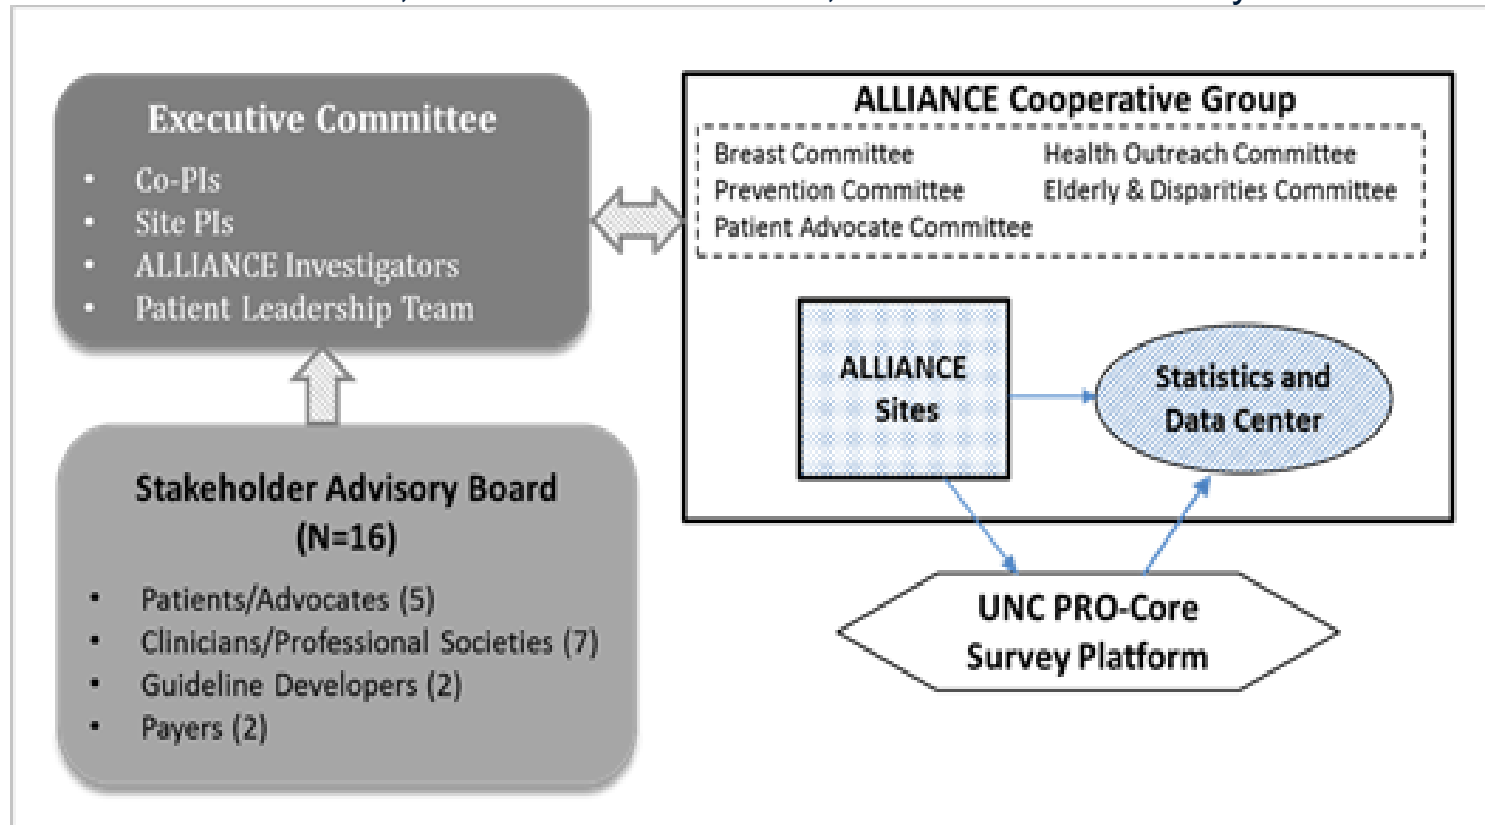 Executive Committee
• Co-PIs
• Site PIs
• ALLIANCE Investigators
• Patient Leadership Team
Stakeholder Advisory Board
(N=16)
• Patients/Advocates (5)
• Clinicians/Professional Societies (7)
• Guideline Developers (2)
• Payers (2)
ALLIANCE Cooperative Group
Breast Committee
Prevention Committee
Patient Advocate Committee
Health Outreach Committee
Elderly & Disparities Committee
ALLIANCE
Sites
Statistics and
Data Center
UNC PRO-Core
Survey Platform